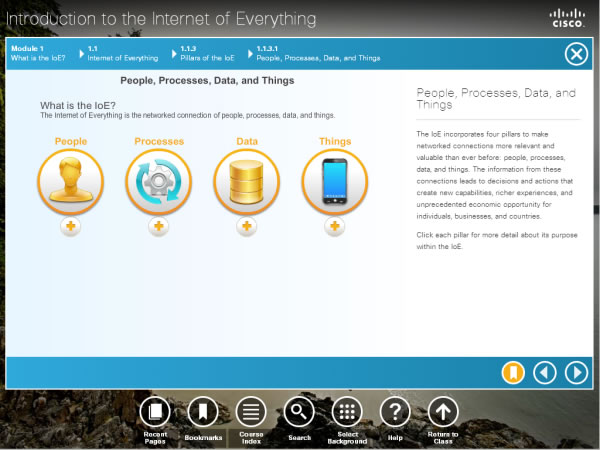 Introduction to the Internet of Everything
CISCO
Module 1
What is the IoE?
1.1
Internet of Everything
1.1.3
Pillars of the IoE
1.1.3.1
People, Processes, Data, and Things
People, Processes, Data, and Things
What is the IoE?
The Internet of Everything is the networked connection of people, processes, data, and things.
People
Processes
Data
Things
People, Processes, Data, and
Things
The IoE incorporates four pillars to make
networked connections more relevant and
valuable than ever before: people, processes,
data, and things. The information from these
connections leads to decisions and actions that
create new capabilities, richer experiences, and
unprecedented economic opportunity for
individuals, businesses, and countries.
Click each pillar for more detail about its purpose
within the IoE.
Recent
Pages
Bookmarks
Course
Index
Search
Select
Background
Help
Return to
Class